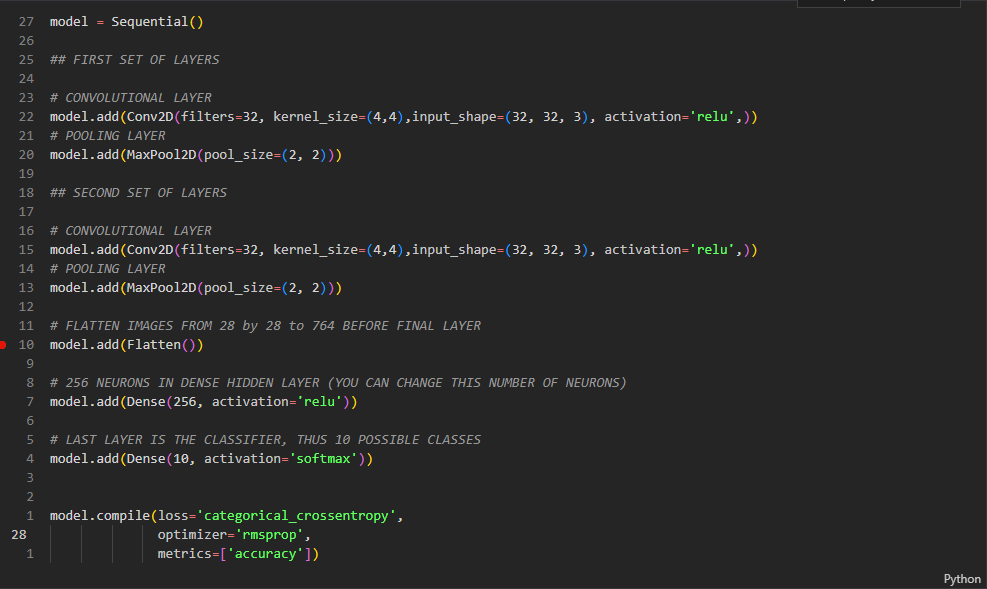 27 model = Sequential()
26
25 ## FIRST SET OF LAYERS
24
23 # CONVOLUTIONAL LAYER
22 model.add(Conv2D(filters=32, kernel_size=(4,4),input_shape=(32, 32, 3), activation='relu',))
21 # POOLING LAYER
20 model.add(MaxPool2D(pool_size=(2, 2)))
19
18 ## SECOND SET OF LAYERS
17
16 # CONVOLUTIONAL LAYER
15 model.add(Conv2D(filters=32, kernel_size=(4,4),input_shape=(32, 32, 3), activation='relu',))
14 # POOLING LAYER
13 model.add(MaxPool2D(pool_size=(2, 2)))
12
11 # FLATTEN IMAGES FROM 28 by 28 to 764 BEFORE FINAL LAYER
10 model.add(Flatten())
9
8 # 256 NEURONS IN DENSE HIDDEN LAYER (YOU CAN CHANGE THIS NUMBER OF NEURONS)
7 model.add(Dense(256, activation='relu'))
6
5 # LAST LAYER IS THE CLASSIFIER, THUS 10 POSSIBLE CLASSES
4 model.add(Dense(10, activation='softmax'))
3
2
1 model.compile(loss='categorical_crossentropy',
28 optimizer='rmsprop',
1 metrics=['accuracy'])
Python